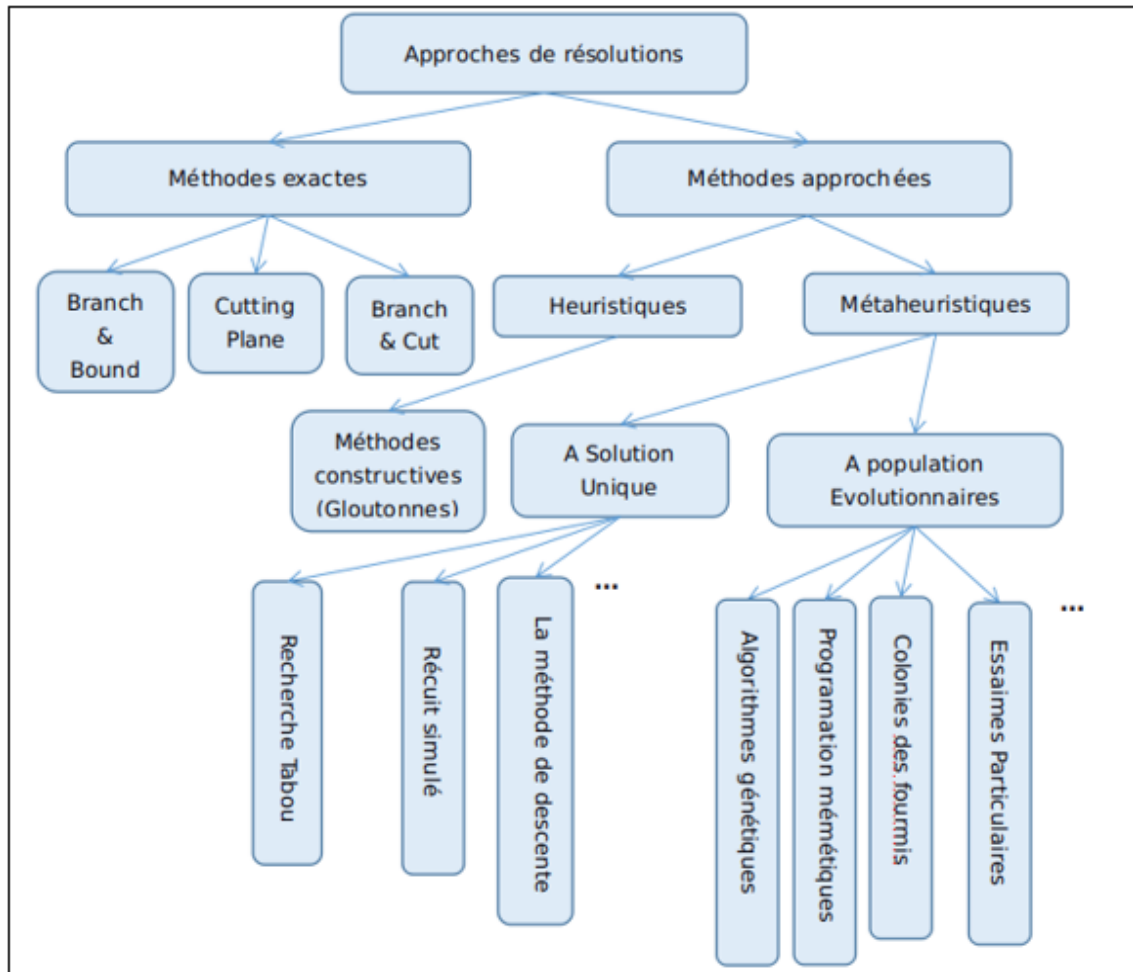 Approches de résolutions
Méthodes exactes
Méthodes approchées
Branch
&
Bound
Cutting
Plane
Branch
& Cut
Heuristiques
Métaheuristiques
Méthodes
constructives
(Gloutonnes)
A Solution
Unique
A population
Evolutionnaires
Recherche Tabou
Récuit simulé
La méthode de descente
...
Algorithmes génétiques
Programation mémétiques
Colonies des fourmis
Essaimes Particulaires
...